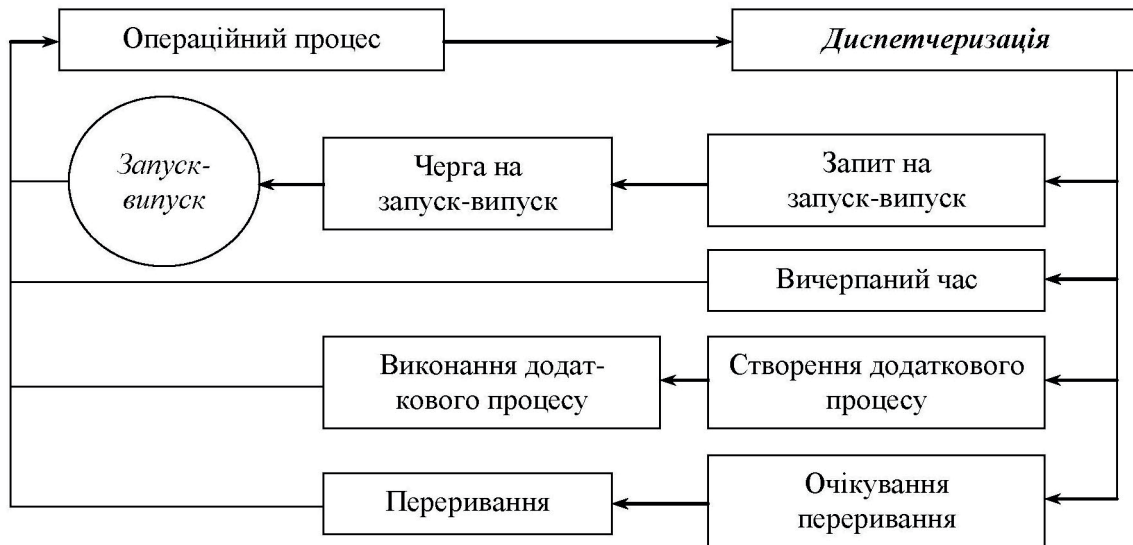 Операційний процес
Диспетчеризація
Запуск-
випуск
Черга на
запуск-випуск
Запит на
запуск-випуск
Вичерпаний час
Виконання додат-
кового процесу
Створення додаткового
процесу
Переривання
Очікування
переривання